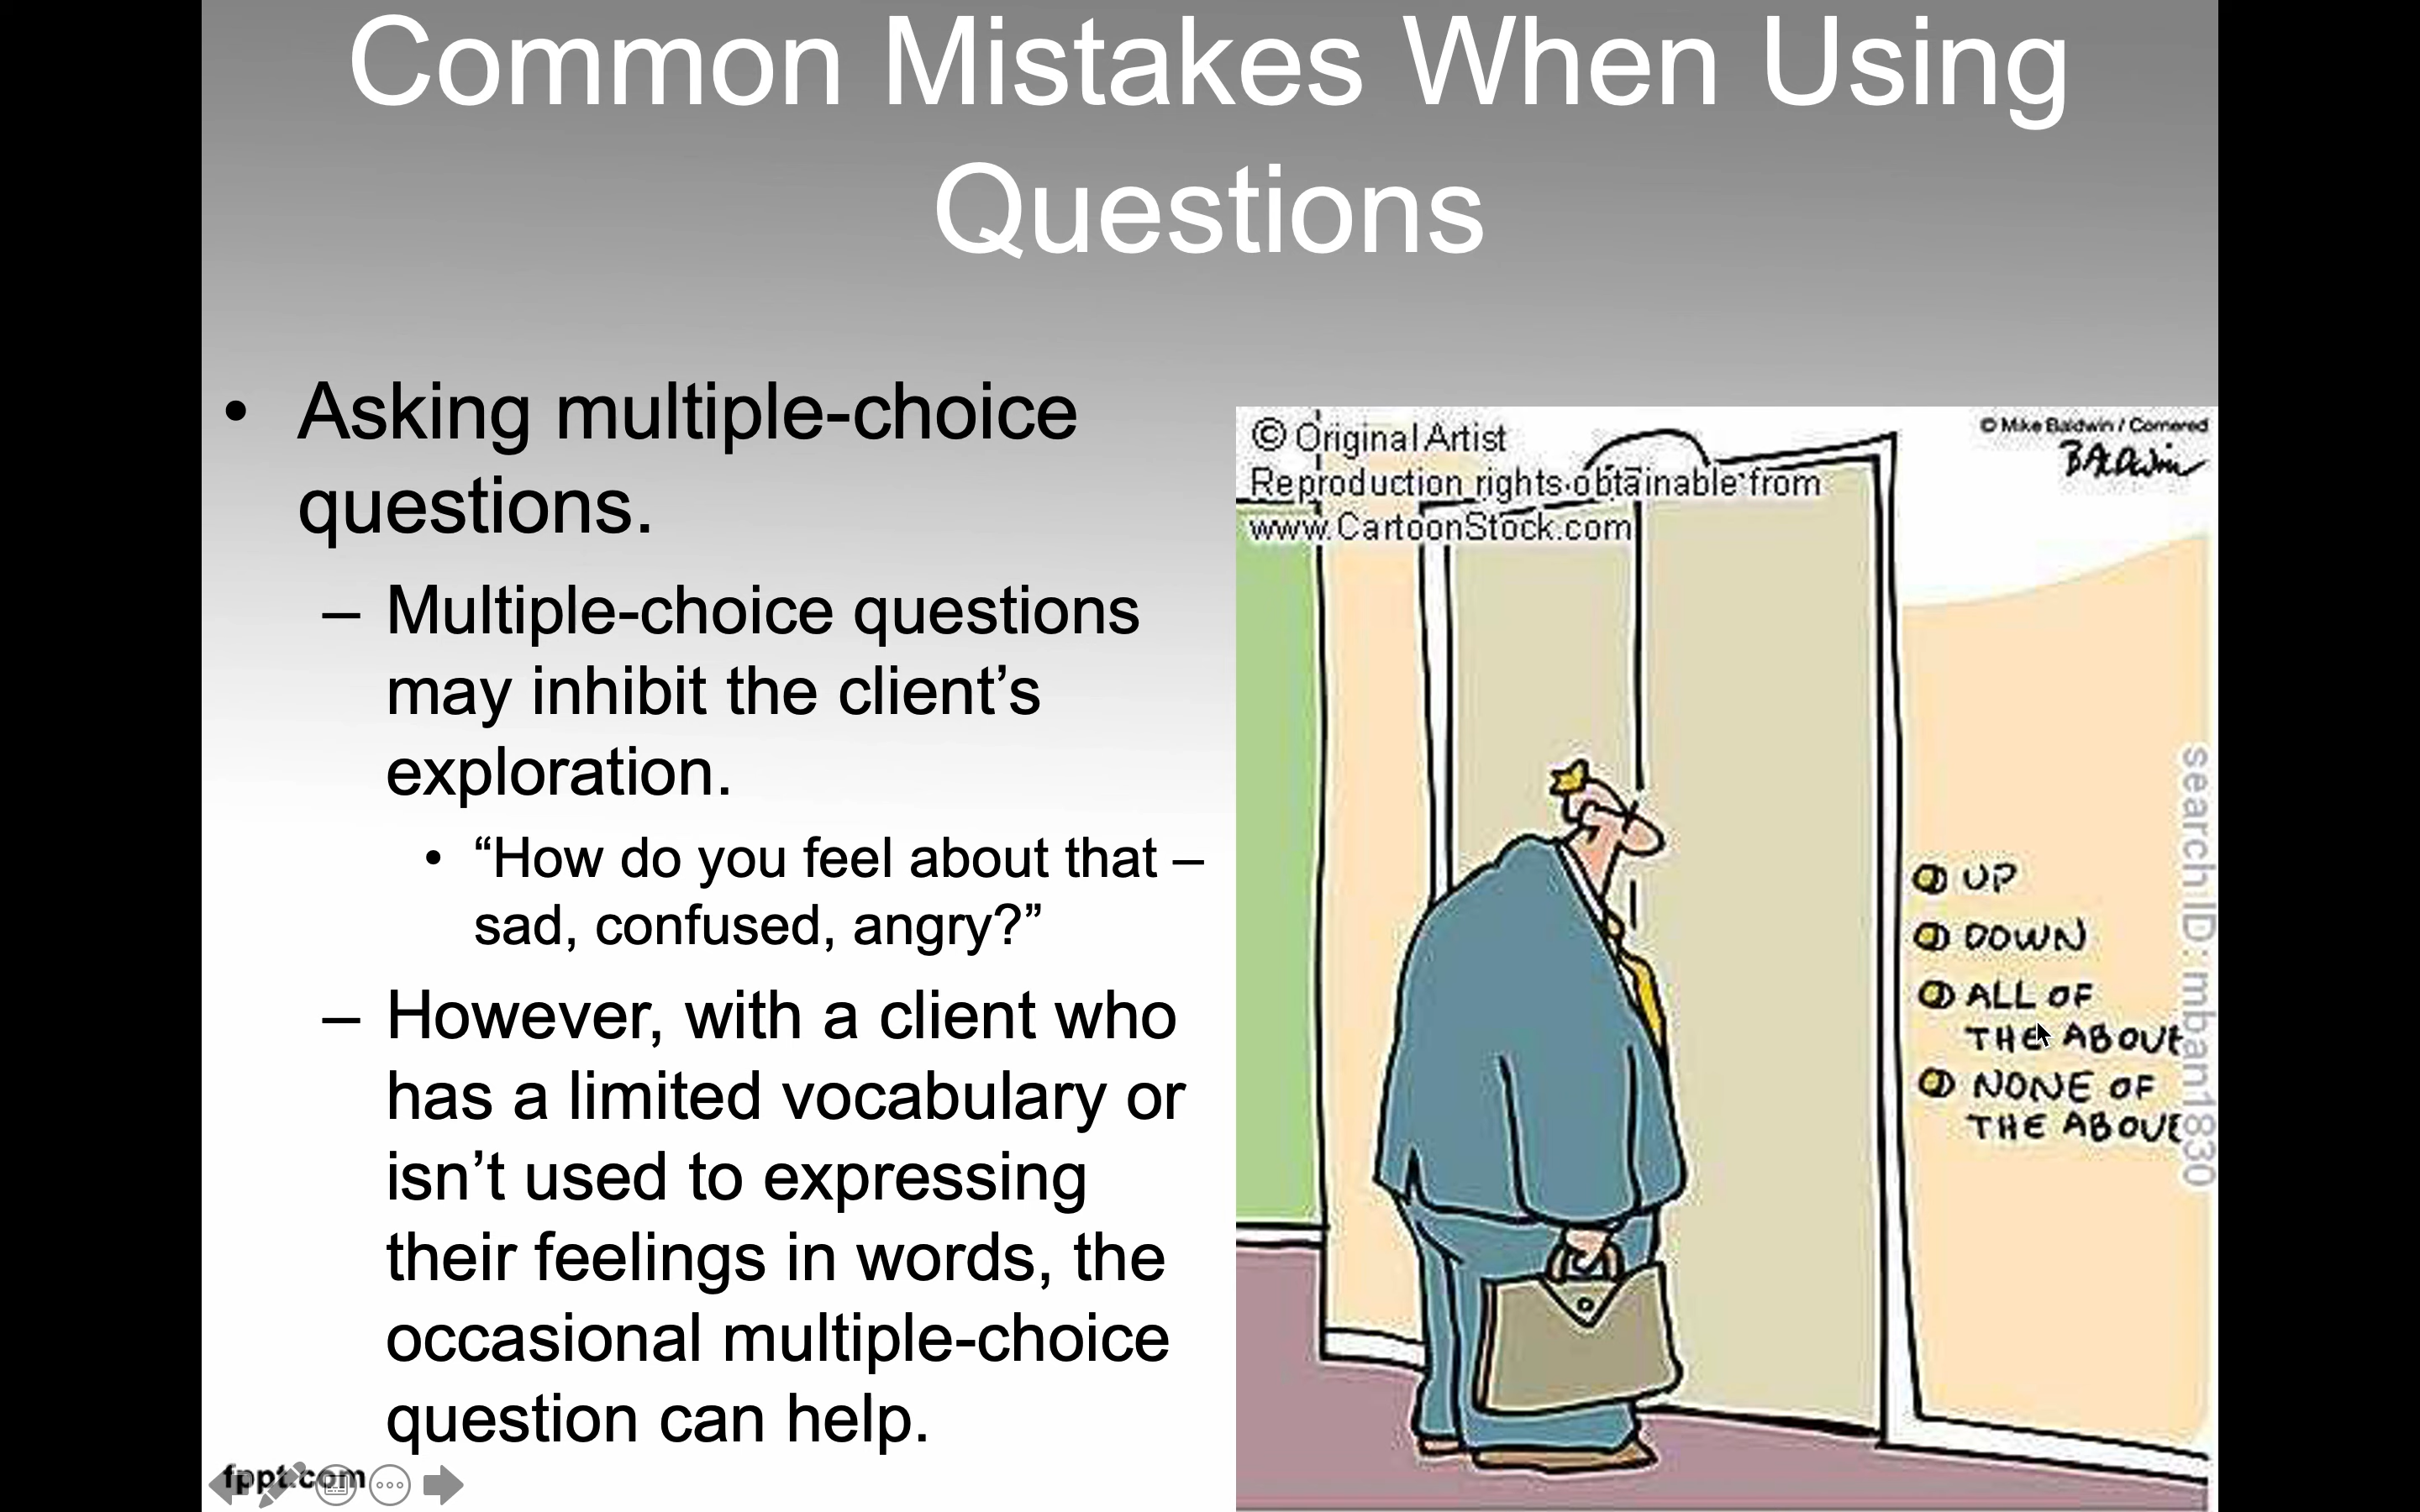 Common Mistakes When Using
Questions
• Asking multiple-choice
questions.
– Multiple-choice questions
may inhibit the client’s
exploration.
• “How do you feel about that –
sad, confused, angry?”
– However, with a client who
has a limited vocabulary or
isn’t used to expressing
their feelings in words, the
occasional multiple-choice
question can help.
fppt.com
© Original Artist
Reproduction rights obtainable from
www.CartoonStock.com
© Mike Baldwin / Cornered
BALDWIN
UP
DOWN
ALL OF
THE ABOVE
NONE OF
THE ABOVE
search ID: mban1830